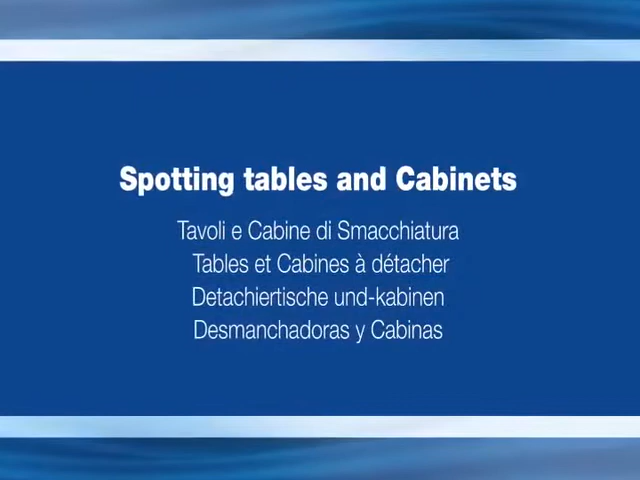 Spotting tables and Cabinets
Tavoli e Cabine di Smacchiatura
Tables et Cabines à détacher
Detachiertische und-kabinen
Desmanchadoras y Cabinas